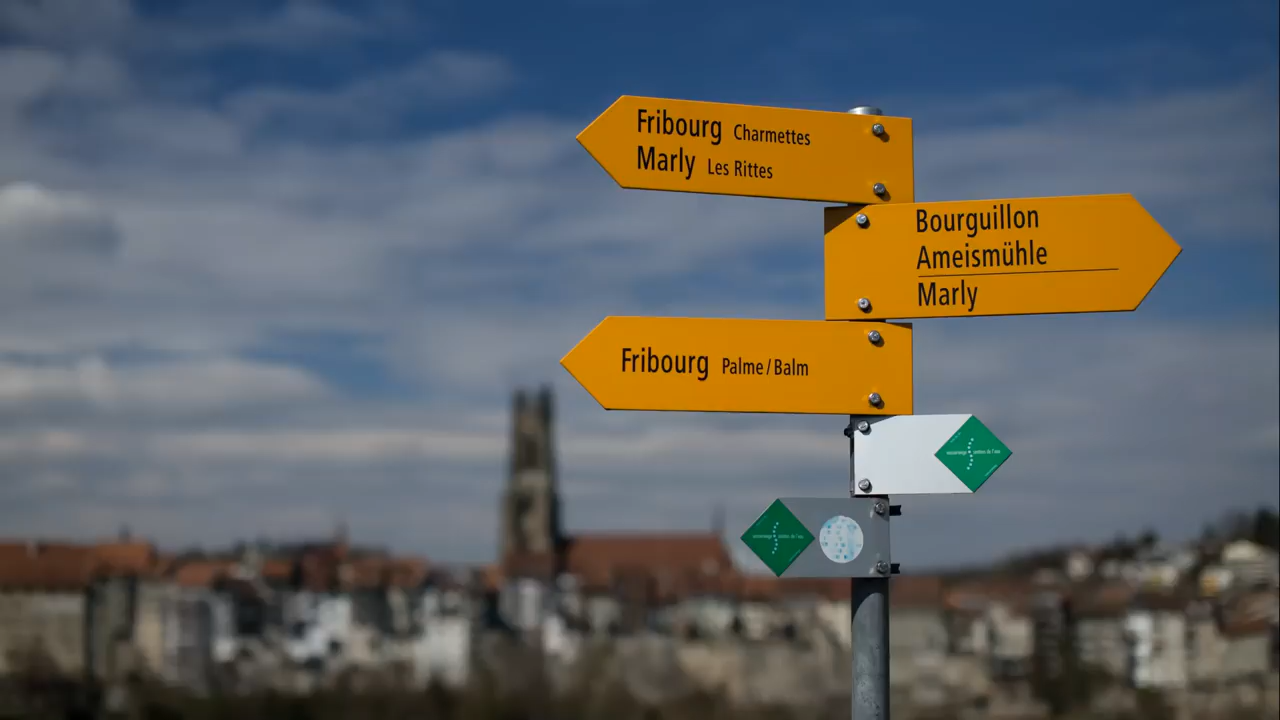 Fribourg Charmettes
Marly Les Rittes
Bourguillon
Ameismühle
Marly
Fribourg Palme/Balm